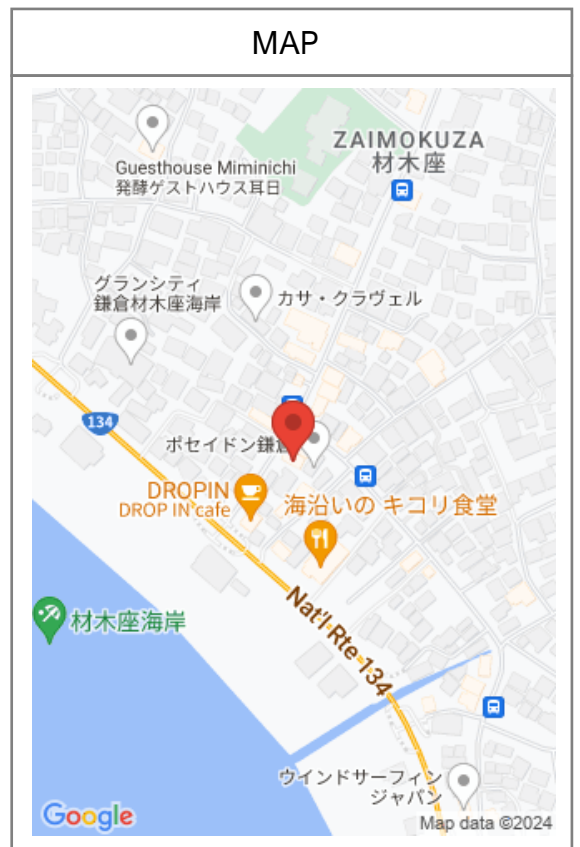 MAP
ZAIMOKUZA
材木座
Guesthouse Miminichi
発酵ゲストハウス耳日
グランシティ
鎌倉材木座海岸
カサ・クラヴェル
134
ポセイドン鎌倉
DROPIN
DROP IN cafe
海沿いの キコリ食堂
材木座海岸
Nat'l Rte 134
ウインドサーフィン
ジャパン
Google
Map data ©2024